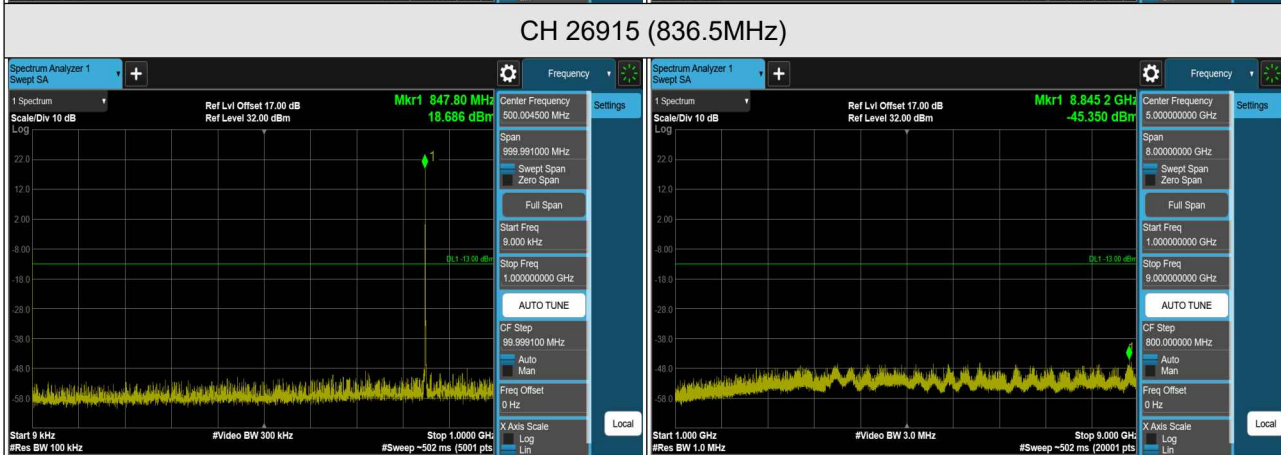 CH 26915 (836.5MHz)
Spectrum Analyzer 1
Swept SA
+
Frequency
1 Spectrum
Scale/Div 10 dB
Log
Ref Lvl Offset 17.00 dB
Ref Level 32.00 dBm
Mkr1 847.80 MHz
18.686 dBm
1
22.0
12.0
2.00
-8.00
-18.0
-28.0
-38.0
-48.0
-58.0
DL1 -13.00 dBm
Start 9 kHz
#Res BW 100 kHz
#Video BW 300 kHz
Stop 1.0000 GHz
#Sweep ~502 ms (5001 pts
Center Frequency
500.004500 MHz
Settings
Span
999.991000 MHz
Swept Span
Zero Span
Full Span
Start Freq
9.000 kHz
Stop Freq
1.000000000 GHz
AUTO TUNE
CF Step
99.999100 MHz
Auto
Man
Freq Offset
0 Hz
X Axis Scale
Log
Lin
Local
Spectrum Analyzer 1
Swept SA
+
Frequency
1 Spectrum
Scale/Div 10 dB
Log
Ref Lvl Offset 17.00 dB
Ref Level 32.00 dBm
Mkr1 8.845 2 GHz
-45.350 dBm
22.0
12.0
2.00
-8.00
-18.0
-28.0
-38.0
-48.0
-58.0
DL1 -13.00 dBm
Start 1.000 GHz
#Res BW 1.0 MHz
#Video BW 3.0 MHz
Stop 9.000 GHz
#Sweep ~502 ms (20001 pts
Center Frequency
5.00000000 GHz
Settings
Span
8.00000000 GHz
Swept Span
Zero Span
Full Span
Start Freq
1.000000000 GHz
Stop Freq
9.000000000 GHz
AUTO TUNE
CF Step
800.000000 MHz
Auto
Man
Freq Offset
0 Hz
X Axis Scale
Log
Lin
Local